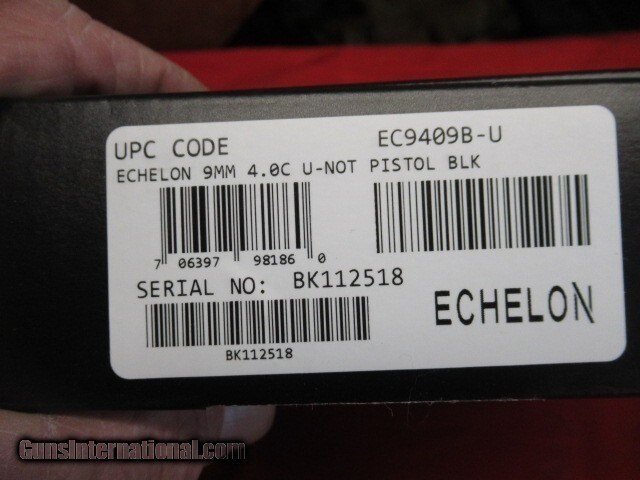 UPC CODE EC9409B-U
ECHELON 9MM 4.0C U-NOT PISTOL BLK
7 06397 98186 0
SERIAL NO: BK112518
ECHELON
BK112518
GunsInternational.com